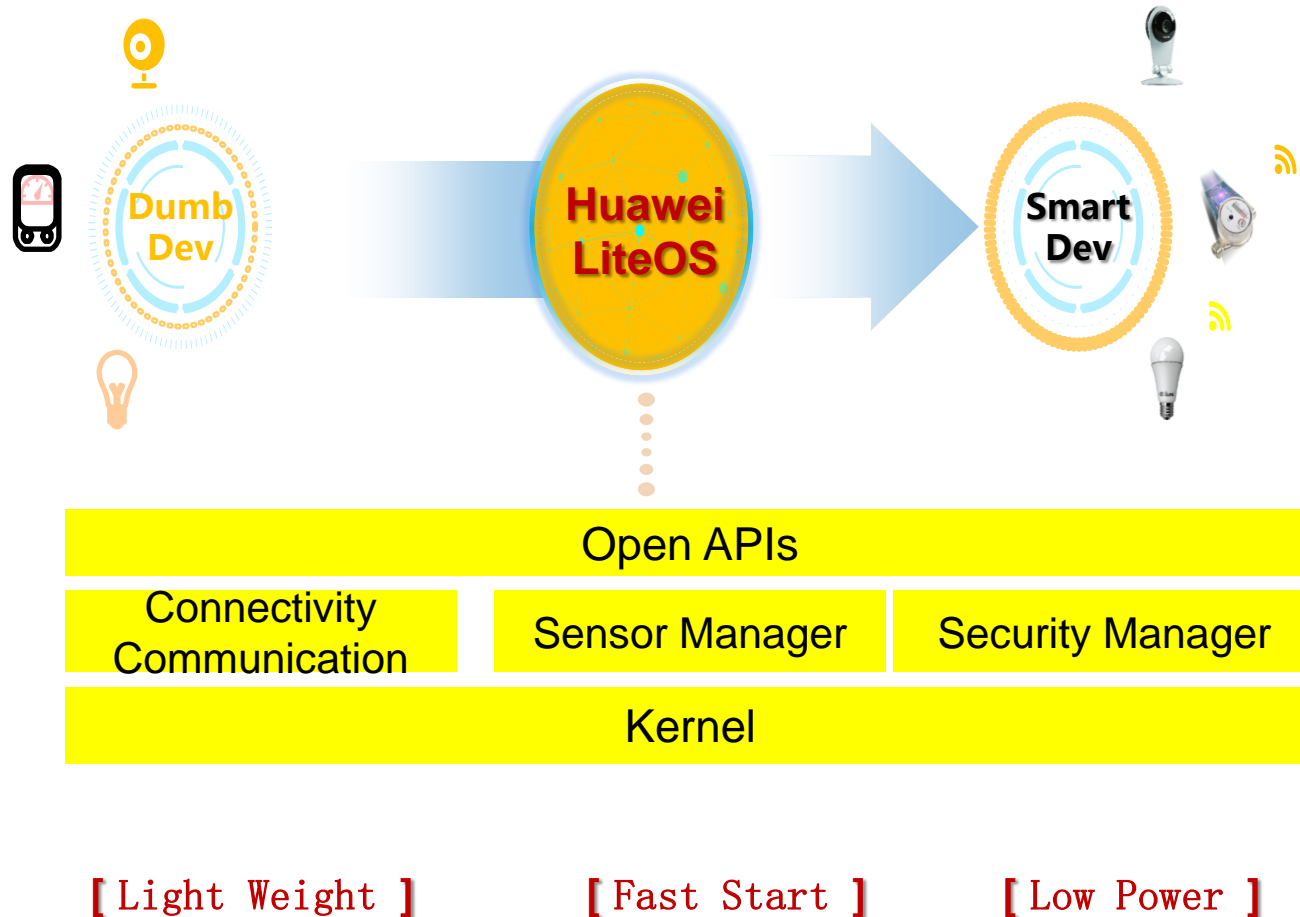 Dumb
Dev
Huawei
LiteOS
Smart
Dev
Open APIs
Connectivity
Communication
Sensor Manager
Security Manager
Kernel
[ Light Weight ]
[ Fast Start ]
[ Low Power ]